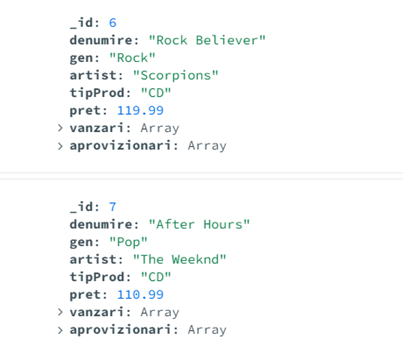 _id: 6
denumire: "Rock Believer"
gen: "Rock"
artist: "Scorpions"
tipProd: "CD"
pret: 119.99
vanzari: Array
aprovizionari: Array
_id: 7
denumire: "After Hours"
gen: "Pop"
artist: "The Weeknd"
tipProd: "CD"
pret: 110.99
vanzari: Array
aprovizionari: Array